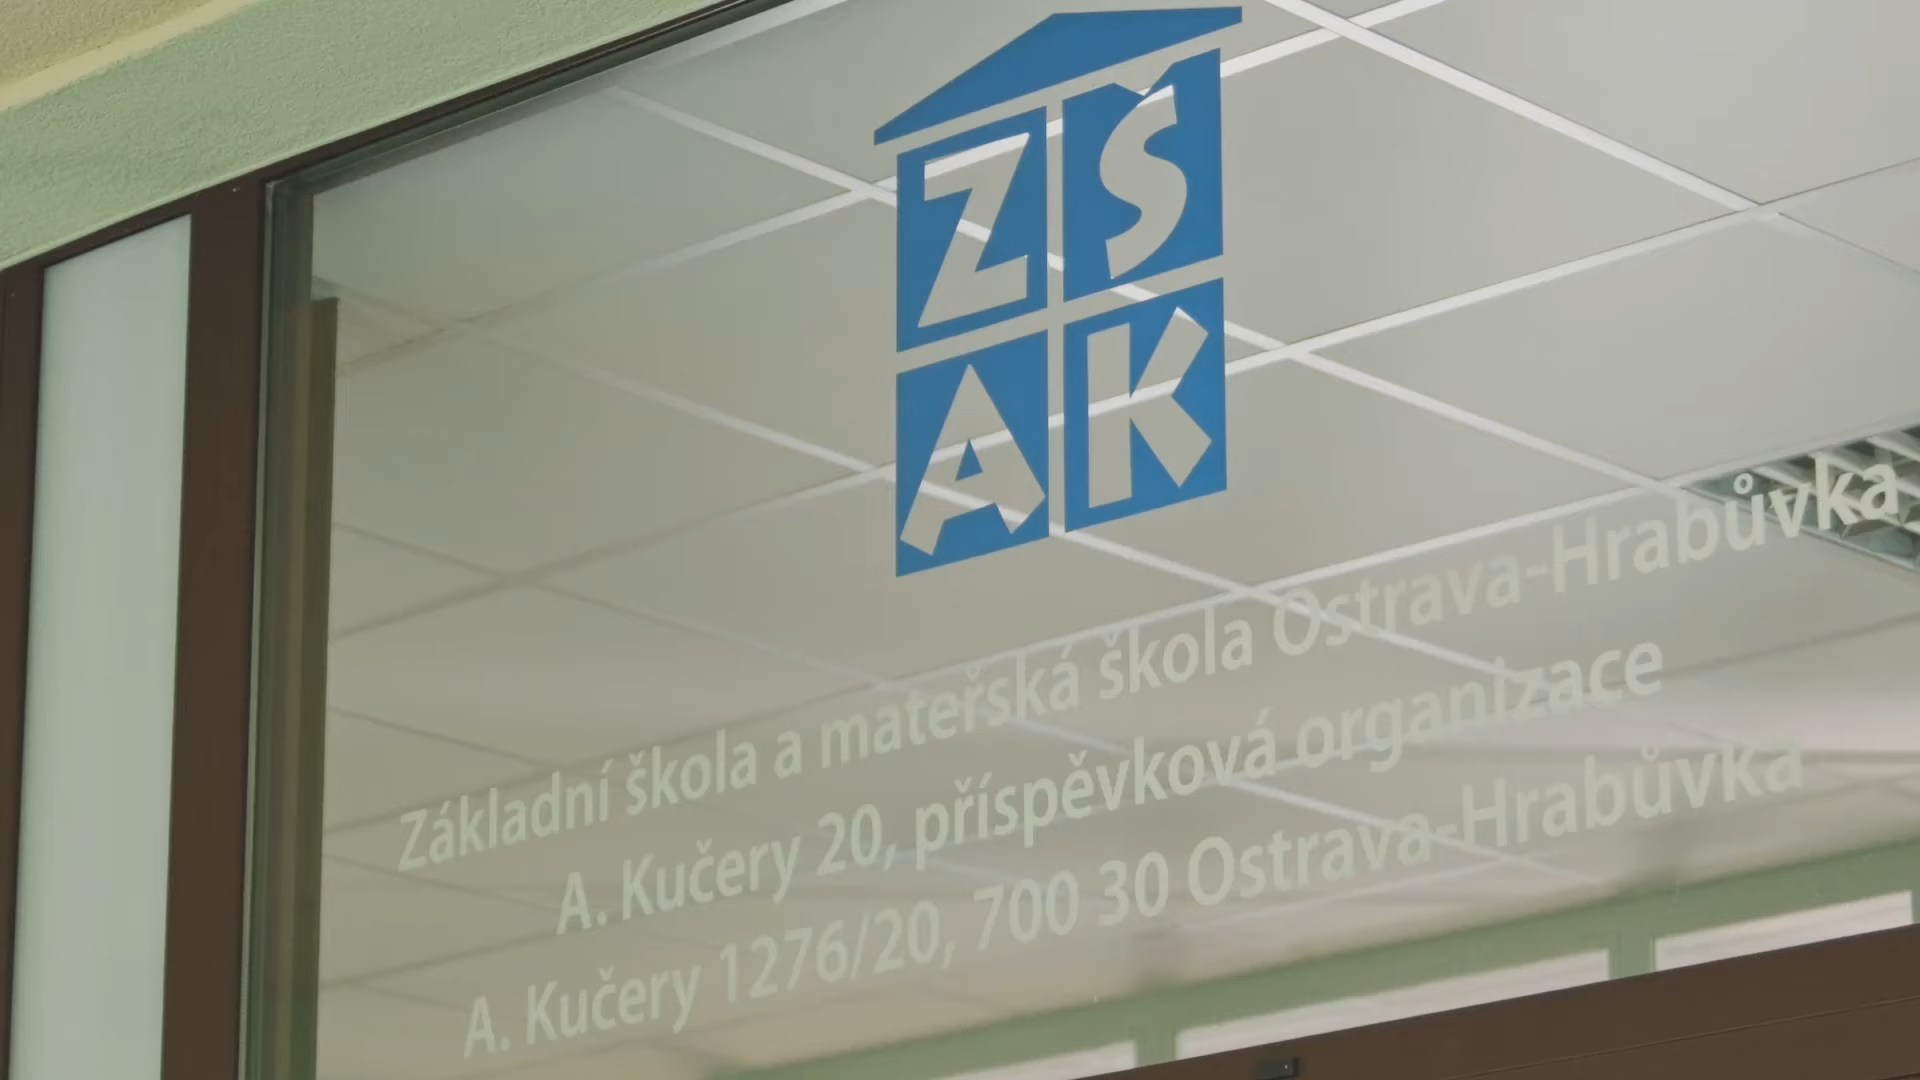 ZŠ
AK
Základní škola a mateřská škola Ostrava-Hrabůvka
A. Kučery 20, příspěvková organizace
A. Kučery 1276/20, 700 30 Ostrava-Hrabůvka